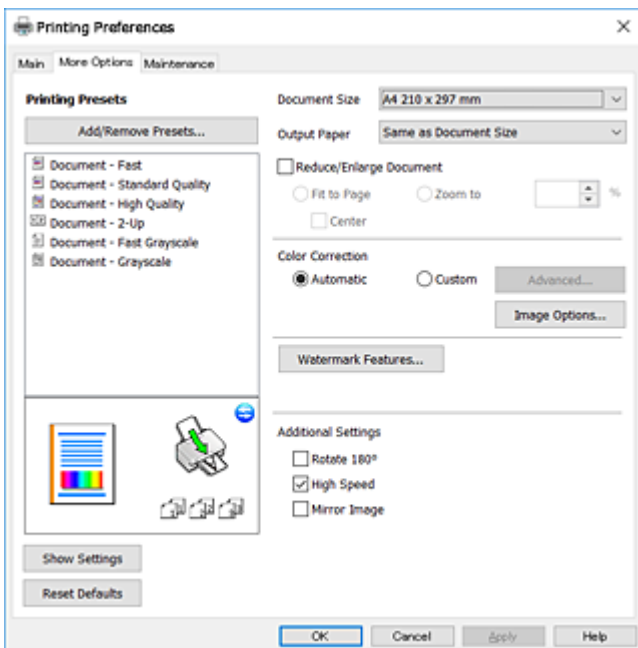 Printing Preferences
Main More Options Maintenance
Printing Presets
Add/Remove Presets...
Document - Fast
Document - Standard Quality
Document - High Quality
Document - 2-Up
Document - Fast Grayscale
Document - Grayscale
Show Settings
Reset Defaults
Document Size A4 210 x 297 mm
Output Paper Same as Document Size
Reduce/Enlarge Document
Fit to Page Zoom to %
Center
Color Correction
Automatic Custom Advanced...
Image Options...
Watermark Features...
Additional Settings
Rotate 180°
High Speed
Mirror Image
OK Cancel Apply Help